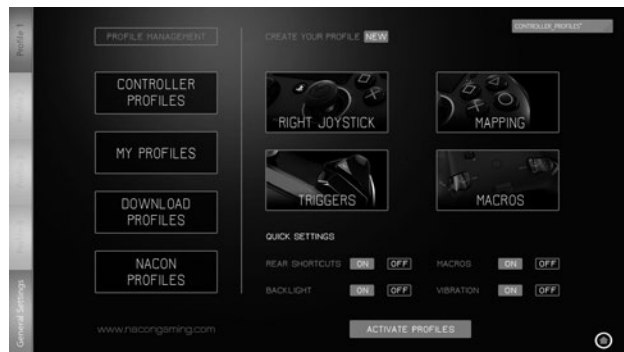 Profile 1
PROFILE MANAGEMENT
CREATE YOUR PROFILE NEW
CONTROLLER_PROFILES*
CONTROLLER
PROFILES
MY PROFILES
DOWNLOAD
PROFILES
NACON
PROFILES
RIGHT JOYSTICK
MAPPING
TRIGGERS
MACROS
QUICK SETTINGS
REAR SHORTCUTS ON OFF
MACROS ON OFF
BACKLIGHT ON OFF
VIBRATION ON OFF
General Settings
www.nacongaming.com
ACTIVATE PROFILES